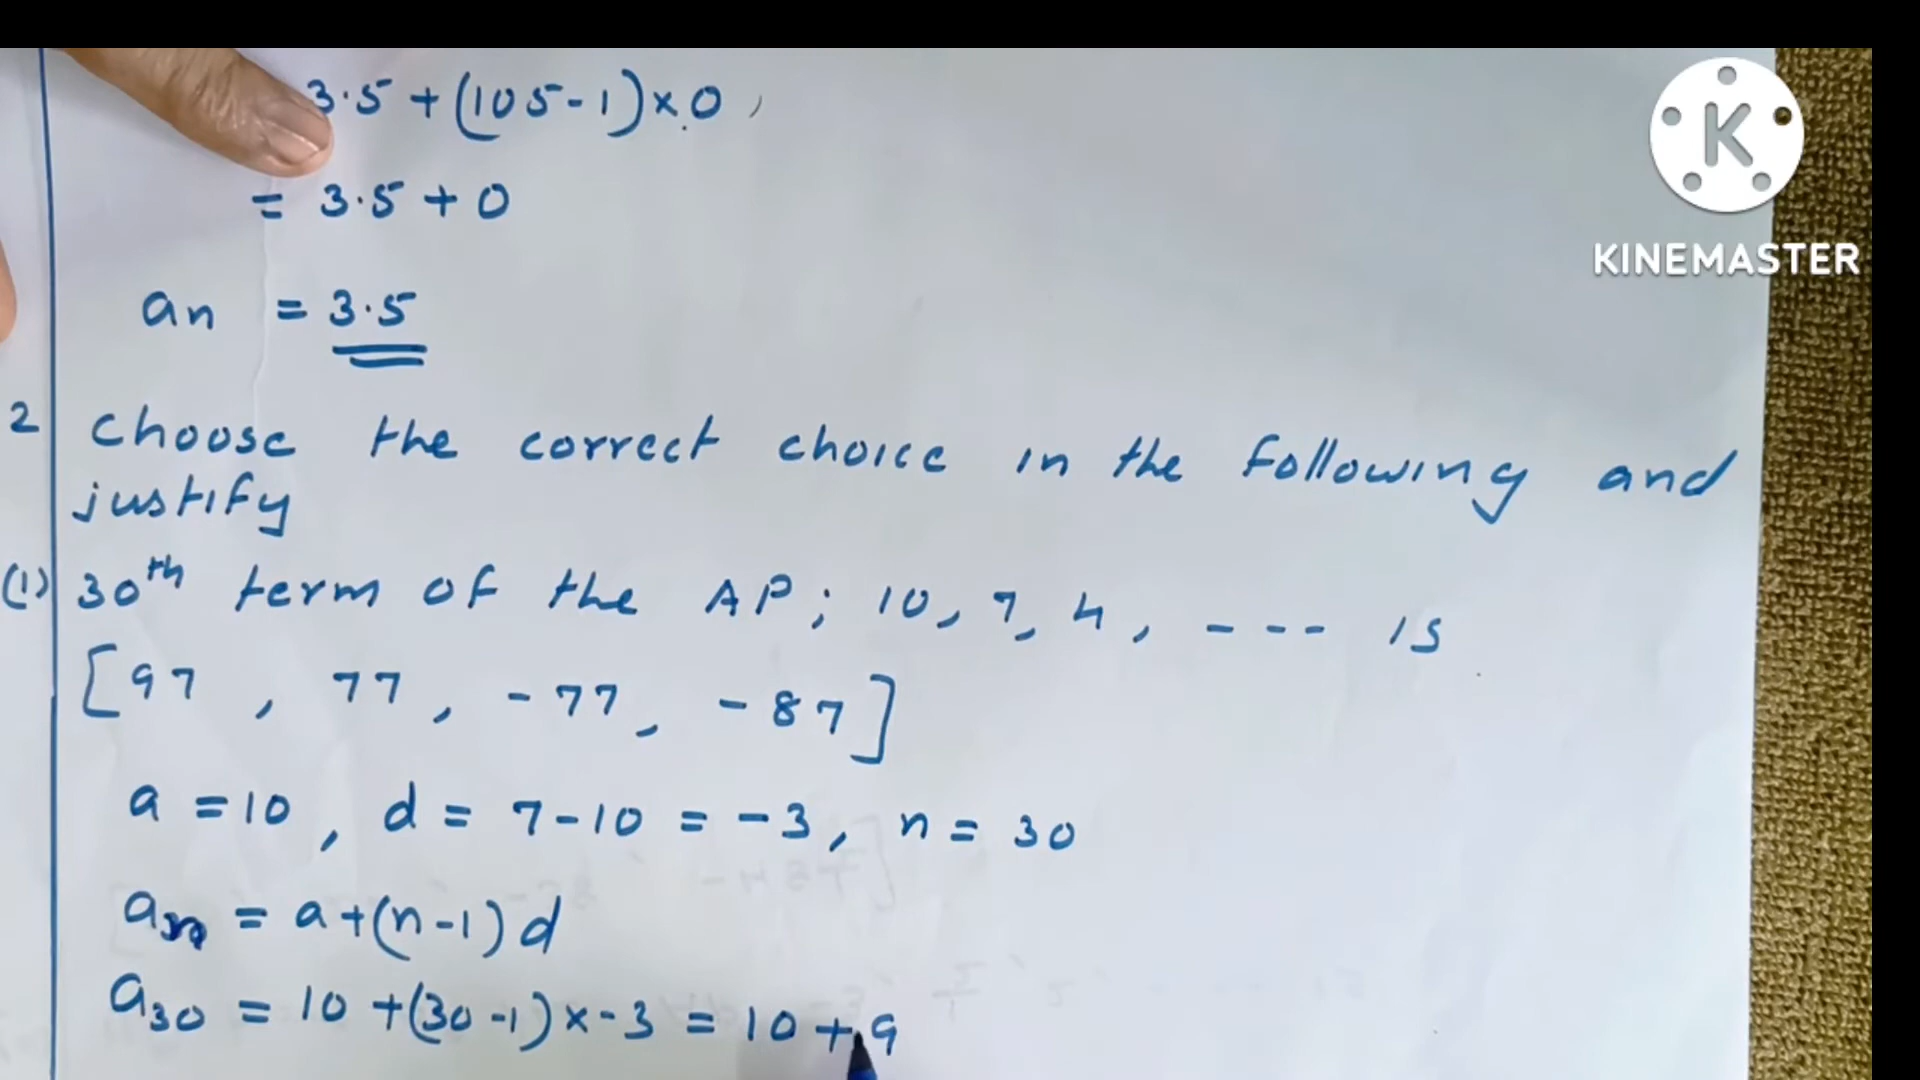 3.5 + (105-1)×0
= 3.5 + 0
an = 3.5
2 choose the correct choice in the following and
justify
(1) 30th term of the AP; 10, 7, 4, - - - is
[97, 77, -77, -87]
a = 10, d = 7-10 = -3, n = 30
an = a+(n-1)d
a30 = 10 +(30-1)×-3 = 10+9
K
KINEMASTER